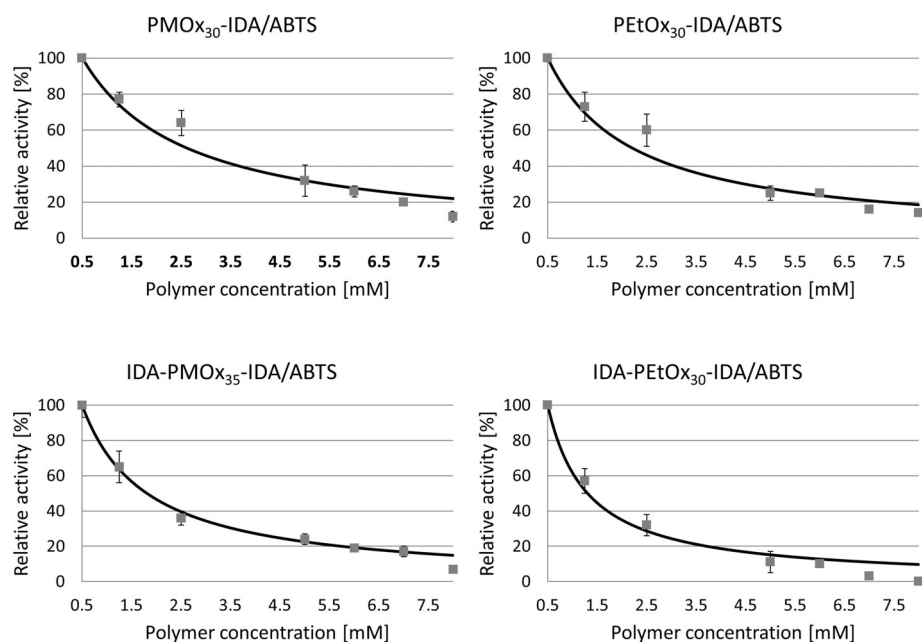 PMOx₃₀-IDA/ABTS
Relative activity [%]
100
80
60
40
20
0
0.5 1.5 2.5 3.5 4.5 5.5 6.5 7.5
Polymer concentration [mM]
PEtOx₃₀-IDA/ABTS
Relative activity [%]
100
80
60
40
20
0
0.5 1.5 2.5 3.5 4.5 5.5 6.5 7.5
Polymer concentration [mM]
IDA-PMOx₃₅-IDA/ABTS
Relative activity [%]
100
80
60
40
20
0
0.5 1.5 2.5 3.5 4.5 5.5 6.5 7.5
Polymer concentration [mM]
IDA-PEtOx₃₀-IDA/ABTS
Relative activity [%]
100
80
60
40
20
0
0.5 1.5 2.5 3.5 4.5 5.5 6.5 7.5
Polymer concentration [mM]